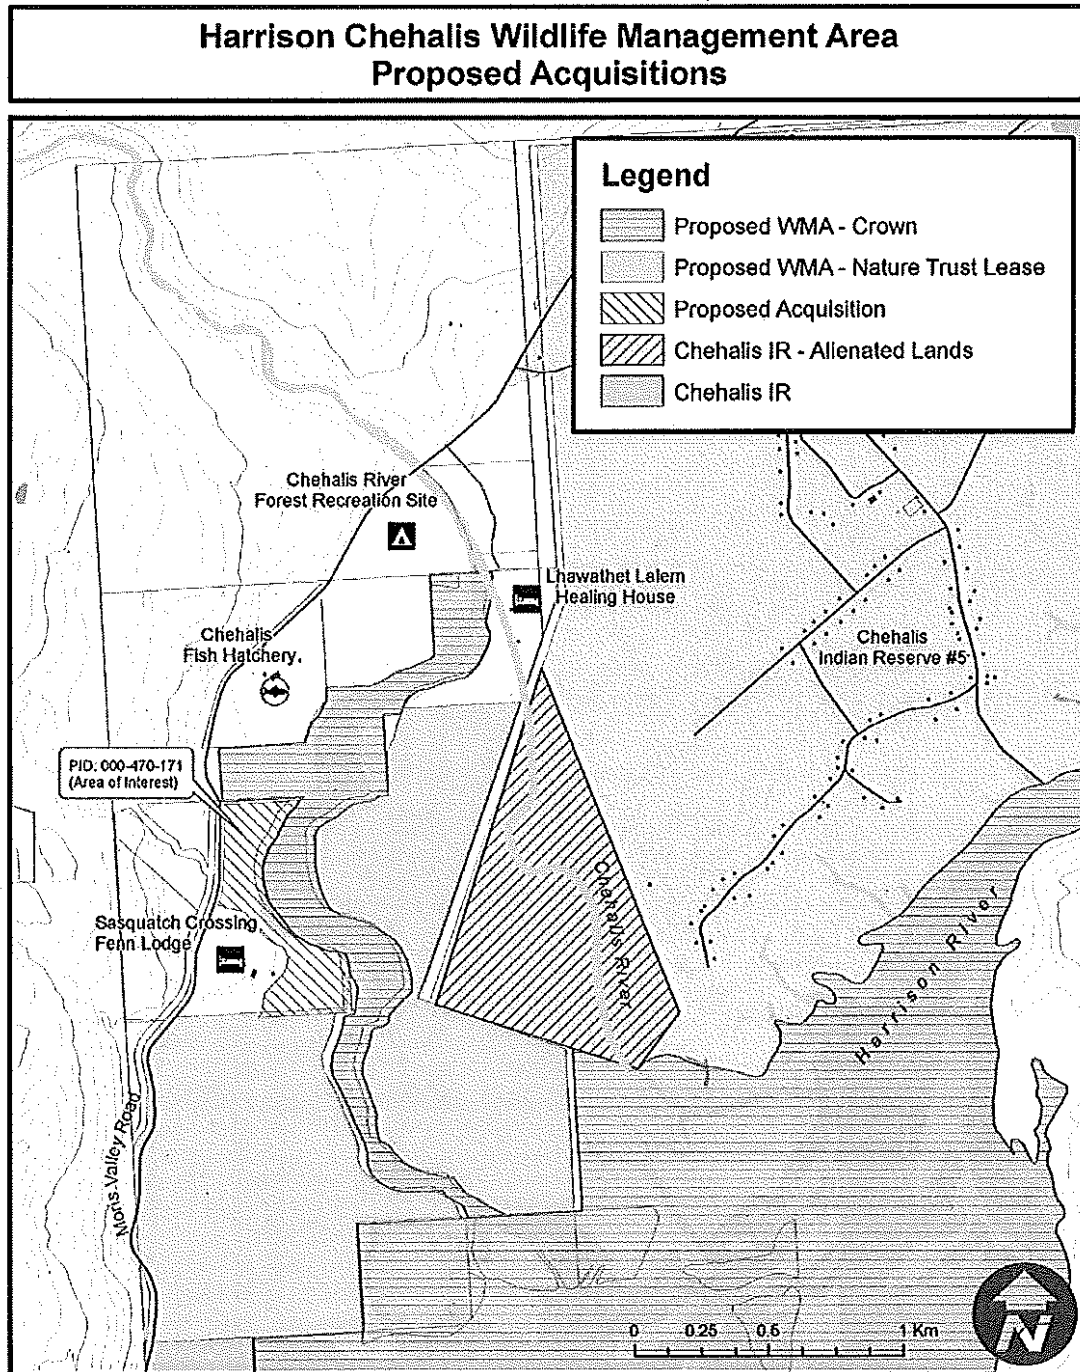 Harrison Chehalis Wildlife Management Area
Proposed Acquisitions
Legend
Proposed WMA - Crown
Proposed WMA - Nature Trust Lease
Proposed Acquisition
Chehalis IR - Alienated Lands
Chehalis IR
Chehalis River
Forest Recreation Site
Lhawathet Lalem
Healing House
Chehalis
Fish Hatchery
Chehalis
Indian Reserve #5
PID: 000-470-171
(Area of Interest)
Sasquatch Crossing
Fenn Lodge
Chehalis River
Harrison River
Morris Valley Road
0 0.25 0.5 1 Km
N